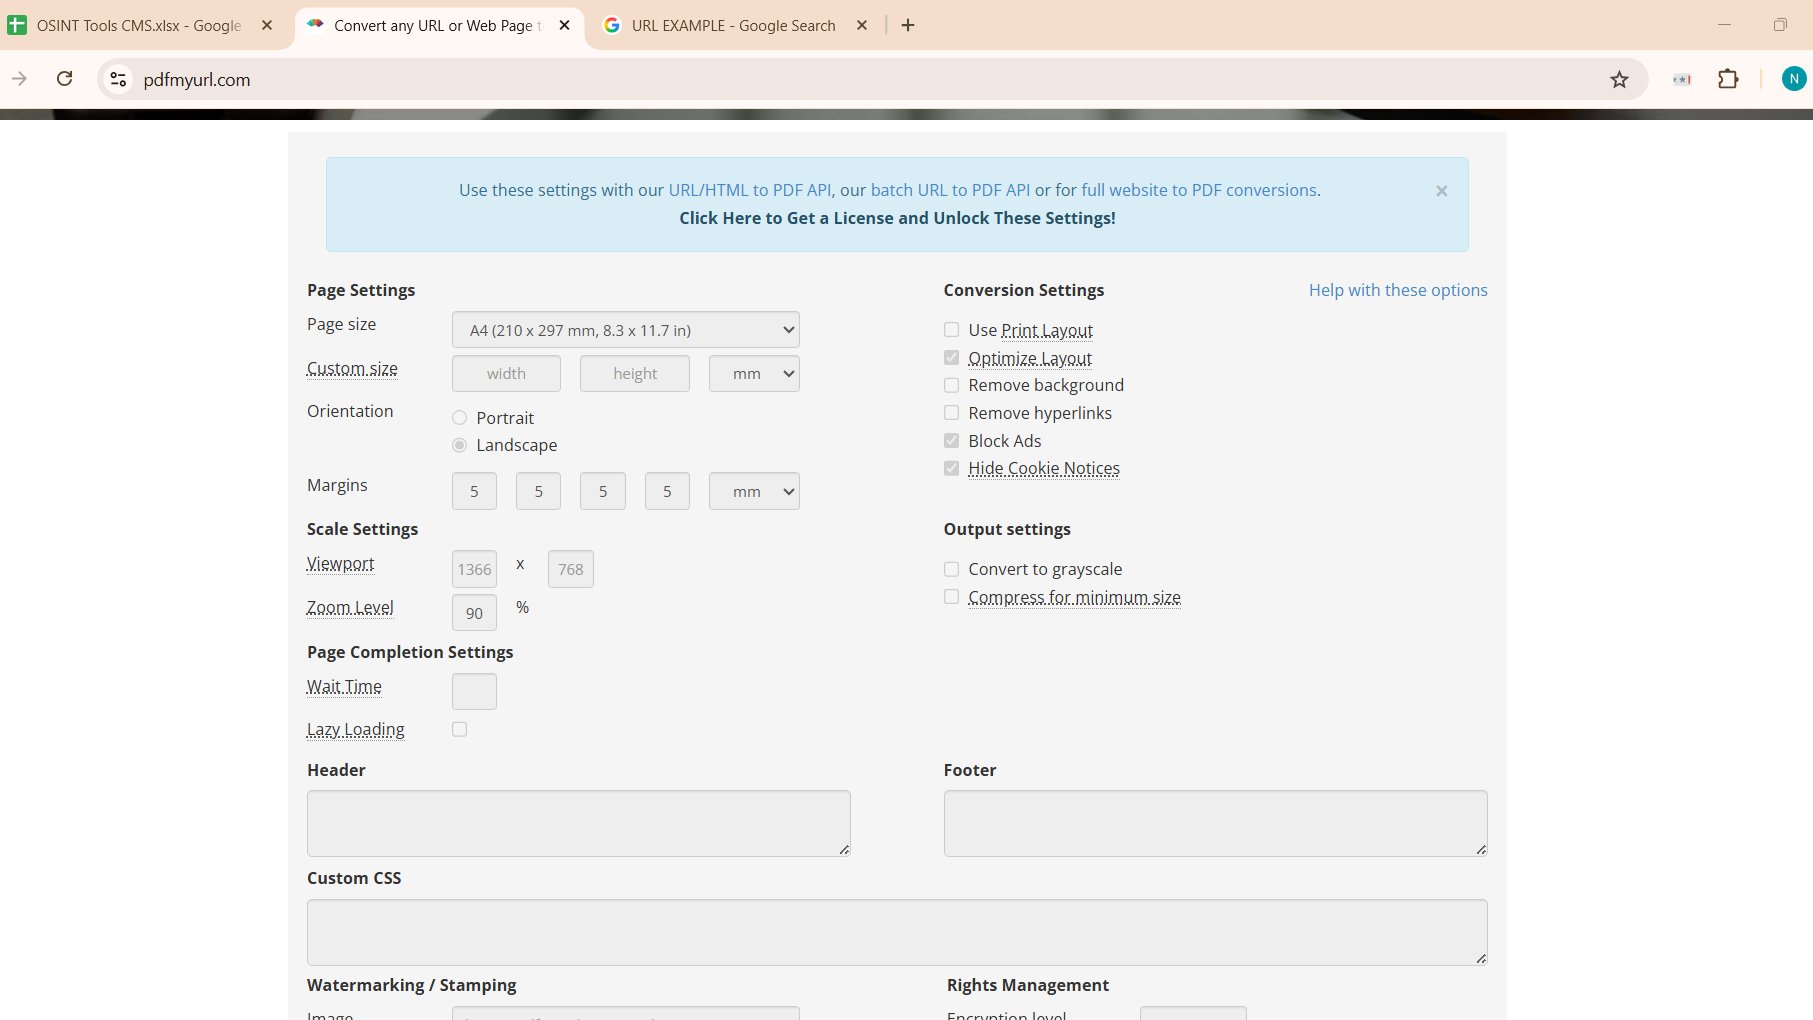 OSINT Tools CMS.xlsx - Google
Convert any URL or Web Page t
URL EXAMPLE - Google Search
pdfmyurl.com
N
Use these settings with our URL/HTML to PDF API, our batch URL to PDF API or for full website to PDF conversions.
Click Here to Get a License and Unlock These Settings!
Page Settings
Page size
A4 (210 x 297 mm, 8.3 x 11.7 in)
Custom size
width
height
mm
Orientation
Portrait
Landscape
Margins
5
5
5
5
mm
Scale Settings
Viewport
1366
x
768
Zoom Level
90
%
Page Completion Settings
Wait Time
Lazy Loading
Conversion Settings
Help with these options
Use Print Layout
Optimize Layout
Remove background
Remove hyperlinks
Block Ads
Hide Cookie Notices
Output settings
Convert to grayscale
Compress for minimum size
Header
Footer
Custom CSS
Watermarking / Stamping
Image
Rights Management
Encryption level